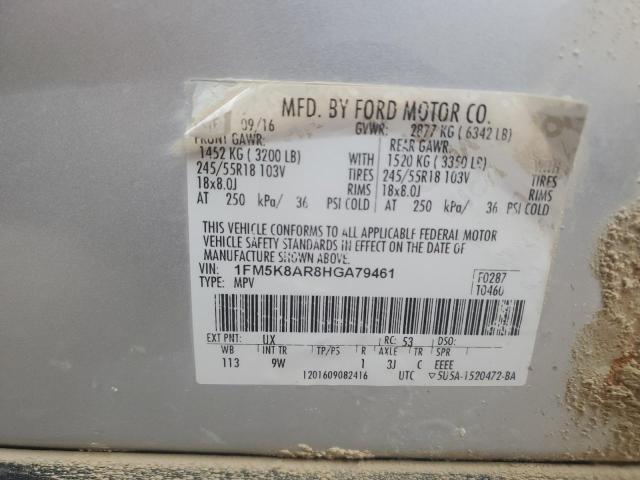 MFD. BY FORD MOTOR CO.
09/16 GVWR: 2877 KG ( 6342 LB)
FRONT GAWR: REAR GAWR:
1452 KG ( 3200 LB) WITH 1520 KG ( 3350 LB) WITH
245/55R18 103V TIRES 245/55R18 103V TIRES
18x8.0J RIMS 18x8.0J RIMS
AT 250 kPa/ 36 PSI COLD AT 250 kPa/ 36 PSI COLD
THIS VEHICLE CONFORMS TO ALL APPLICABLE FEDERAL MOTOR
VEHICLE SAFETY STANDARDS IN EFFECT ON THE DATE OF
MANUFACTURE SHOWN ABOVE.
VIN: 1FM5K8AR8HGA79461 F0287
TYPE: MPV T0460
EXT PNT: UX RC: 53 DSO:
WB INT TR TP/PS R AXLE TR SPR
113 9W 1 3J C EEEE
1201609082416 UTC ▽5U5A-1520472-BA